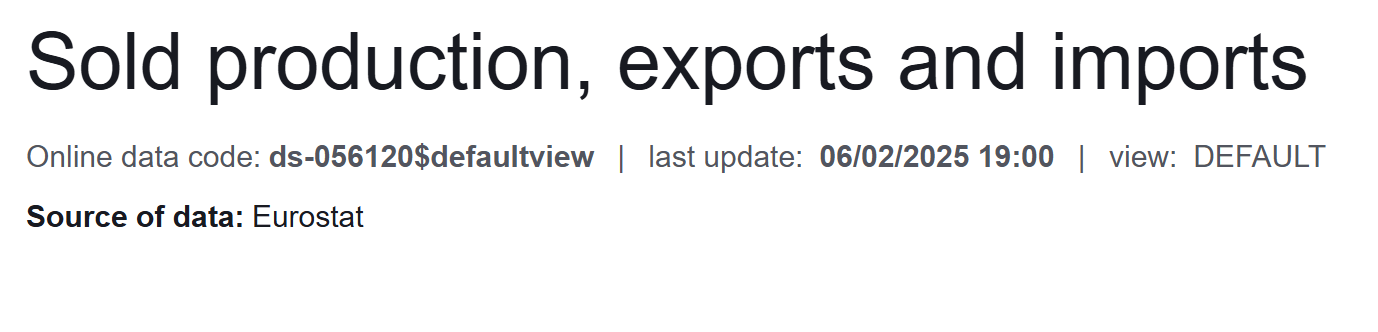 Sold production, exports and imports
Online data code: ds-056120$defaultview | last update: 06/02/2025 19:00 | view: DEFAULT
Source of data: Eurostat